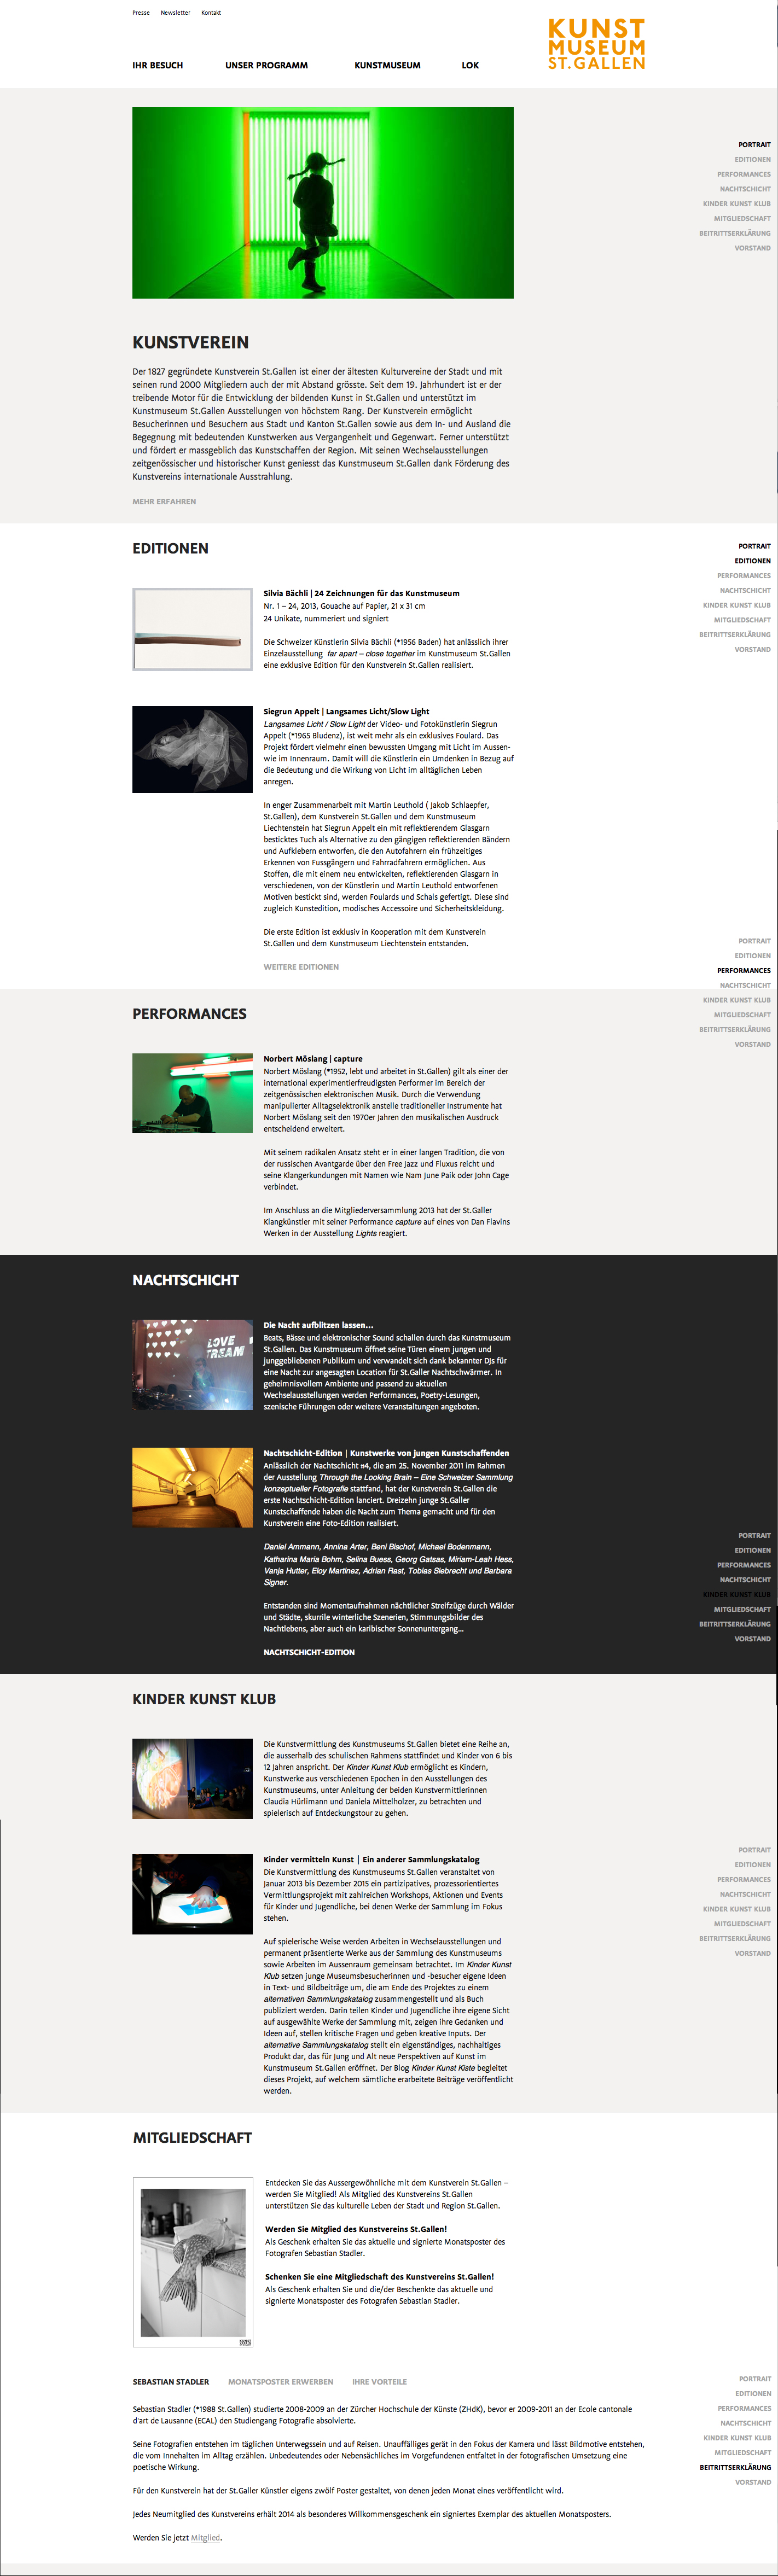 Presse Newsletter Kontakt
KUNST
MUSEUM
ST.GALLEN
IHR BESUCH UNSER PROGRAMM KUNSTMUSEUM LOK
PORTRAIT
EDITIONEN
PERFORMANCES
NACHTSCHICHT
KINDER KUNST KLUB
MITGLIEDSCHAFT
BEITRITTSERKLÄRUNG
VORSTAND
KUNSTVEREIN
Der 1827 gegründete Kunstverein St.Gallen ist einer der ältesten Kulturvereine der Stadt und mit
seinen rund 2000 Mitgliedern auch der mit Abstand grösste. Seit dem 19. Jahrhundert ist er der
treibende Motor für die Entwicklung der bildenden Kunst in St.Gallen und unterstützt im
Kunstmuseum St.Gallen Ausstellungen von höchstem Rang. Der Kunstverein ermöglicht
Besucherinnen und Besuchern aus Stadt und Kanton St.Gallen sowie aus dem In- und Ausland die
Begegnung mit bedeutenden Kunstwerken aus Vergangenheit und Gegenwart. Ferner unterstützt
und fördert er massgeblich das Kunstschaffen der Region. Mit seinen Wechselausstellungen
zeitgenössischer und historischer Kunst geniesst das Kunstmuseum St.Gallen dank Förderung des
Kunstvereins internationale Ausstrahlung.
MEHR ERFAHREN
EDITIONEN
PORTRAIT
EDITIONEN
PERFORMANCES
NACHTSCHICHT
KINDER KUNST KLUB
MITGLIEDSCHAFT
BEITRITTSERKLÄRUNG
VORSTAND
Silvia Bächli | 24 Zeichnungen für das Kunstmuseum
Nr. 1 – 24, 2013, Gouache auf Papier, 21 x 31 cm
24 Unikate, nummeriert und signiert
Die Schweizer Künstlerin Silvia Bächli (*1956 Baden) hat anlässlich ihrer
Einzelausstellung far apart – close together im Kunstmuseum St.Gallen
eine exklusive Edition für den Kunstverein St.Gallen realisiert.
Siegrun Appelt | Langsames Licht/Slow Light
Langsames Licht / Slow Light der Video- und Fotokünstlerin Siegrun
Appelt (*1965 Bludenz), ist weit mehr als ein exklusives Foulard. Das
Projekt fördert vielmehr einen bewussten Umgang mit Licht im Aussen-
wie im Innenraum. Damit will die Künstlerin ein Umdenken in Bezug auf
die Bedeutung und die Wirkung von Licht im alltäglichen Leben
anregen.
In enger Zusammenarbeit mit Martin Leuthold ( Jakob Schlaepfer,
St.Gallen), dem Kunstverein St.Gallen und dem Kunstmuseum
Liechtenstein hat Siegrun Appelt ein mit reflektierendem Glasgarn
besticktes Tuch als Alternative zu den gängigen reflektierenden Bändern
und Aufklebern entworfen, die den Autofahrern ein frühzeitiges
Erkennen von Fussgängern und Fahrradfahrern ermöglichen. Aus
Stoffen, die mit einem neu entwickelten, reflektierenden Glasgarn in
verschiedenen, von der Künstlerin und Martin Leuthold entworfenen
Motiven bestickt sind, werden Foulards und Schals gefertigt. Diese sind
zugleich Kunstedition, modisches Accessoire und Sicherheitskleidung.
Die erste Edition ist exklusiv in Kooperation mit dem Kunstverein
St.Gallen und dem Kunstmuseum Liechtenstein entstanden.
WEITERE EDITIONEN
PORTRAIT
EDITIONEN
PERFORMANCES
NACHTSCHICHT
KINDER KUNST KLUB
MITGLIEDSCHAFT
BEITRITTSERKLÄRUNG
VORSTAND
PERFORMANCES
Norbert Möslang | capture
Norbert Möslang (*1952, lebt und arbeitet in St.Gallen) gilt als einer der
international experimentierfreudigsten Performer im Bereich der
zeitgenössischen elektronischen Musik. Durch die Verwendung
manipulierter Alltagselektronik anstelle traditioneller Instrumente hat
Norbert Möslang seit den 1970er Jahren den musikalischen Ausdruck
entscheidend erweitert.
Mit seinem radikalen Ansatz steht er in einer langen Tradition, die von
der russischen Avantgarde über den Free Jazz und Fluxus reicht und
seine Klangerkundungen mit Namen wie Nam June Paik oder John Cage
verbindet.
Im Anschluss an die Mitgliederversammlung 2013 hat der St.Galler
Klangkünstler mit seiner Performance capture auf eines von Dan Flavins
Werken in der Ausstellung Lights reagiert.
NACHTSCHICHT
LOVE
Die Nacht aufblitzen lassen...
Beats, Bässe und elektronischer Sound schallen durch das Kunstmuseum
St.Gallen. Das Kunstmuseum öffnet seine Türen einem jungen und
junggebliebenen Publikum und verwandelt sich dank bekannter DJs für
eine Nacht zur angesagten Location für St.Galler Nachtschwärmer. In
geheimnisvollem Ambiente und passend zu aktuellen
Wechselausstellungen werden Performances, Poetry-Lesungen,
szenische Führungen oder weitere Veranstaltungen angeboten.
Nachtschicht-Edition | Kunstwerke von jungen Kunstschaffenden
Anlässlich der Nachtschicht #4, die am 25. November 2011 im Rahmen
der Ausstellung Through the Looking Brain – Eine Schweizer Sammlung
konzeptueller Fotografie stattfand, hat der Kunstverein St.Gallen die
erste Nachtschicht-Edition lanciert. Dreizehn junge St.Galler
Kunstschaffende haben die Nacht zum Thema gemacht und für den
Kunstverein eine Foto-Edition realisiert.
Daniel Ammann, Annina Arter, Beni Bischof, Michael Bodenmann,
Katharina Maria Bohm, Selina Buess, Georg Gatsas, Miriam-Leah Hess,
Vanja Hutter, Eloy Martinez, Adrian Rast, Tobias Siebrecht und Barbara
Signer.
Entstanden sind Momentaufnahmen nächtlicher Streifzüge durch Wälder
und Städte, skurrile winterliche Szenerien, Stimmungsbilder des
Nachtlebens, aber auch ein karibischer Sonnenuntergang...
NACHTSCHICHT-EDITION
PORTRAIT
EDITIONEN
PERFORMANCES
NACHTSCHICHT
KINDER KUNST KLUB
MITGLIEDSCHAFT
BEITRITTSERKLÄRUNG
VORSTAND
KINDER KUNST KLUB
Die Kunstvermittlung des Kunstmuseums St.Gallen bietet eine Reihe an,
die ausserhalb des schulischen Rahmens stattfindet und Kinder von 6 bis
12 Jahren anspricht. Der Kinder Kunst Klub ermöglicht es Kindern,
Kunstwerke aus verschiedenen Epochen in den Ausstellungen des
Kunstmuseums, unter Anleitung der beiden Kunstvermittlerinnen
Claudia Hürlimann und Daniela Mittelholzer, zu betrachten und
spielerisch auf Entdeckungstour zu gehen.
Kinder vermitteln Kunst | Ein anderer Sammlungskatalog
Die Kunstvermittlung des Kunstmuseums St.Gallen veranstaltet von
Januar 2013 bis Dezember 2015 ein partizipatives, prozessorientiertes
Vermittlungsprojekt mit zahlreichen Workshops, Aktionen und Events
für Kinder und Jugendliche, bei denen Werke der Sammlung im Fokus
stehen.
Auf spielerische Weise werden Arbeiten in Wechselausstellungen und
permanent präsentierte Werke aus der Sammlung des Kunstmuseums
sowie Arbeiten im Aussenraum gemeinsam betrachtet. Im Kinder Kunst
Klub setzen junge Museumsbesucherinnen und -besucher eigene Ideen
in Text- und Bildbeiträge um, die am Ende des Projektes zu einem
alternativen Sammlungskatalog zusammengestellt und als Buch
publiziert werden. Darin teilen Kinder und Jugendliche ihre eigene Sicht
auf ausgewählte Werke der Sammlung mit, zeigen ihre Gedanken und
Ideen auf, stellen kritische Fragen und geben kreative Inputs. Der
alternative Sammlungskatalog stellt ein eigenständiges, nachhaltiges
Produkt dar, das für Jung und Alt neue Perspektiven auf Kunst im
Kunstmuseum St.Gallen eröffnet. Der Blog Kinder Kunst Kiste begleitet
dieses Projekt, auf welchem sämtliche erarbeitete Beiträge veröffentlicht
werden.
PORTRAIT
EDITIONEN
PERFORMANCES
NACHTSCHICHT
KINDER KUNST KLUB
MITGLIEDSCHAFT
BEITRITTSERKLÄRUNG
VORSTAND
MITGLIEDSCHAFT
Entdecken Sie das Aussergewöhnliche mit dem Kunstverein St.Gallen –
werden Sie Mitglied! Als Mitglied des Kunstvereins St.Gallen
unterstützen Sie das kulturelle Leben der Stadt und Region St.Gallen.
Werden Sie Mitglied des Kunstvereins St.Gallen!
Als Geschenk erhalten Sie das aktuelle und signierte Monatsposter des
Fotografen Sebastian Stadler.
Schenken Sie eine Mitgliedschaft des Kunstvereins St.Gallen!
Als Geschenk erhalten Sie und die/der Beschenkte das aktuelle und
signierte Monatsposter des Fotografen Sebastian Stadler.
SEBASTIAN STADLER MONATSPOSTER ERWERBEN IHRE VORTEILE
Sebastian Stadler (*1988 St.Gallen) studierte 2008-2009 an der Zürcher Hochschule der Künste (ZHdK), bevor er 2009-2011 an der Ecole cantonale
d'art de Lausanne (ECAL) den Studiengang Fotografie absolvierte.
Seine Fotografien entstehen im täglichen Unterwegssein und auf Reisen. Unauffälliges gerät in den Fokus der Kamera und lässt Bildmotive entstehen,
die vom Innehalten im Alltag erzählen. Unbedeutendes oder Nebensächliches im Vorgefundenen entfaltet in der fotografischen Umsetzung eine
poetische Wirkung.
Für den Kunstverein hat der St.Galler Künstler eigens zwölf Poster gestaltet, von denen jeden Monat eines veröffentlicht wird.
Jedes Neumitglied des Kunstvereins erhält 2014 als besonderes Willkommensgeschenk ein signiertes Exemplar des aktuellen Monatsposters.
Werden Sie jetzt Mitglied.
PORTRAIT
EDITIONEN
PERFORMANCES
NACHTSCHICHT
KINDER KUNST KLUB
MITGLIEDSCHAFT
BEITRITTSERKLÄRUNG
VORSTAND